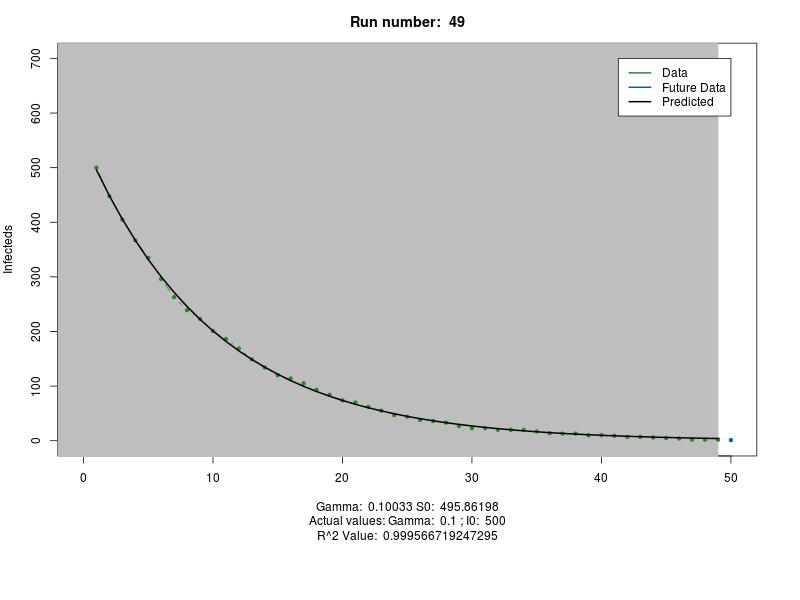 Run number: 49
Data
Future Data
Predicted
Infecteds
700
600
500
400
300
200
100
0
0 10 20 30 40 50
Gamma: 0.10033 S0: 495.86198
Actual values: Gamma: 0.1 ; I0: 500
R^2 Value: 0.999566719247295